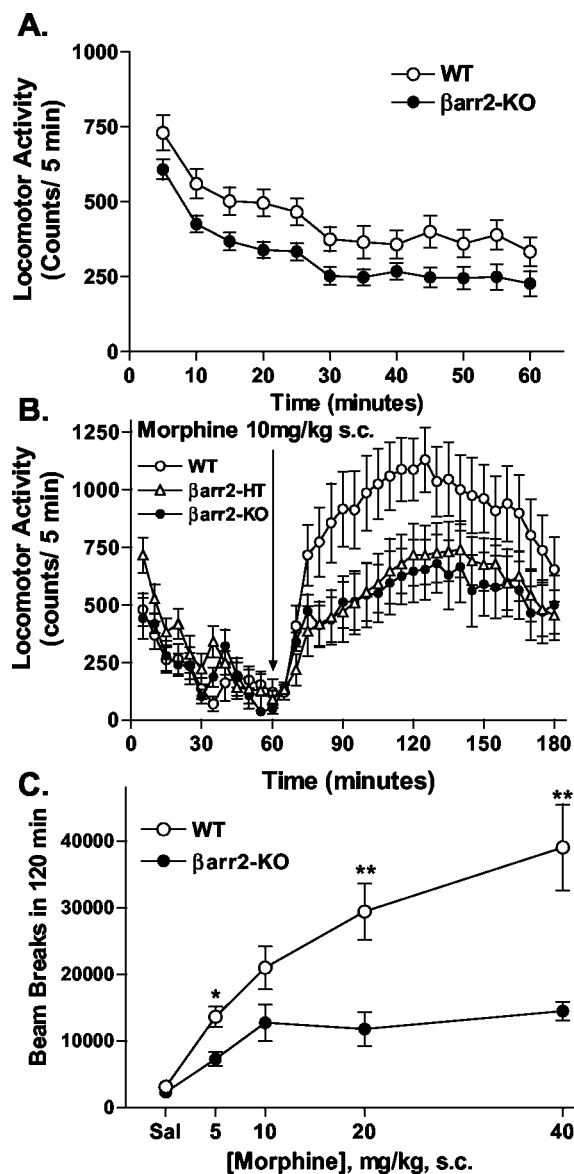 A.
1000
750
500
250
0
Locomotor Activity
(Counts/ 5 min)
WT
βarr2-KO
0 10 20 30 40 50 60
Time (minutes)
B.
Morphine 10mg/kg s.c.
WT
βarr2-HT
βarr2-KO
1250
1000
750
500
250
0
Locomotor Activity
(counts/ 5 min)
0 30 60 90 120 150 180
Time (minutes)
C.
WT
βarr2-KO
40000
30000
20000
10000
0
Beam Breaks in 120 min
*
**
**
Sal 5 10 20 40
[Morphine], mg/kg, s.c.